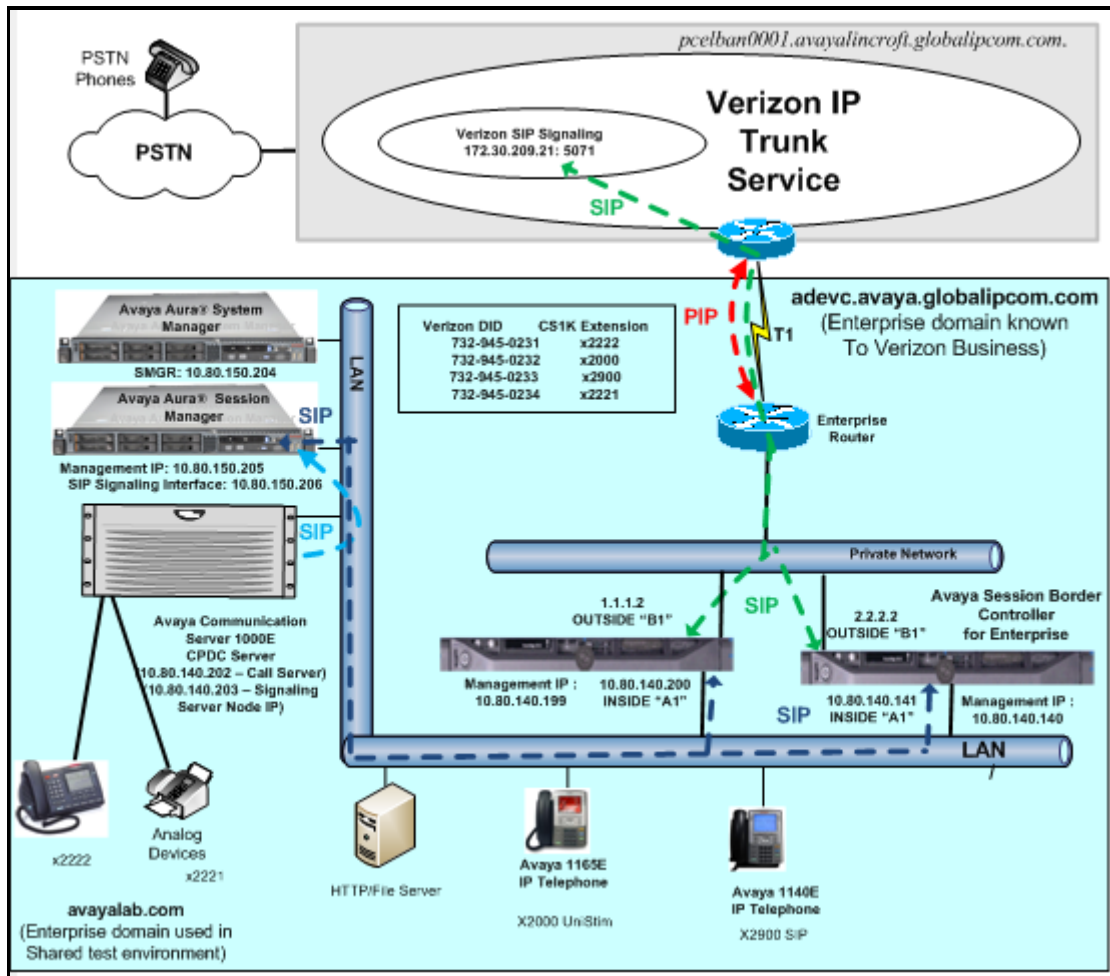 pcelban0001.avayalincroft.globalipcom.com.
PSTN
Phones
PSTN
Verizon SIP Signaling
172.30.209.21: 5071
Verizon IP
Trunk
Service
SIP
Avaya Aura® System
Manager
SMGR: 10.80.150.204
Avaya Aura® Session
Manager
SIP
Management IP: 10.80.150.205
SIP Signaling Interface: 10.80.150.206
SIP
LAN
Verizon DID CS1K Extension
732-945-0231 x2222
732-945-0232 x2000
732-945-0233 x2900
732-945-0234 x2221
PIP
T1
adevc.avaya.globalipcom.com
(Enterprise domain known
To Verizon Business)
Enterprise
Router
Private Network
SIP
1.1.1.2
OUTSIDE "B1"
2.2.2.2
OUTSIDE "B1"
Avaya Session Border
Controller
for Enterprise
Avaya Communication
Server 1000E
CPDC Server
(10.80.140.202 – Call Server)
(10.80.140.203 – Signaling
Server Node IP)
Management IP :
10.80.140.199
10.80.140.200
INSIDE "A1"
SIP
10.80.140.141
INSIDE "A1"
Management IP :
10.80.140.140
LAN
x2222
Analog
Devices
x2221
HTTP/File Server
Avaya 1165E
IP Telephone
X2000 UniStim
Avaya 1140E
IP Telephone
X2900 SIP
avayalab.com
(Enterprise domain used in
Shared test environment)